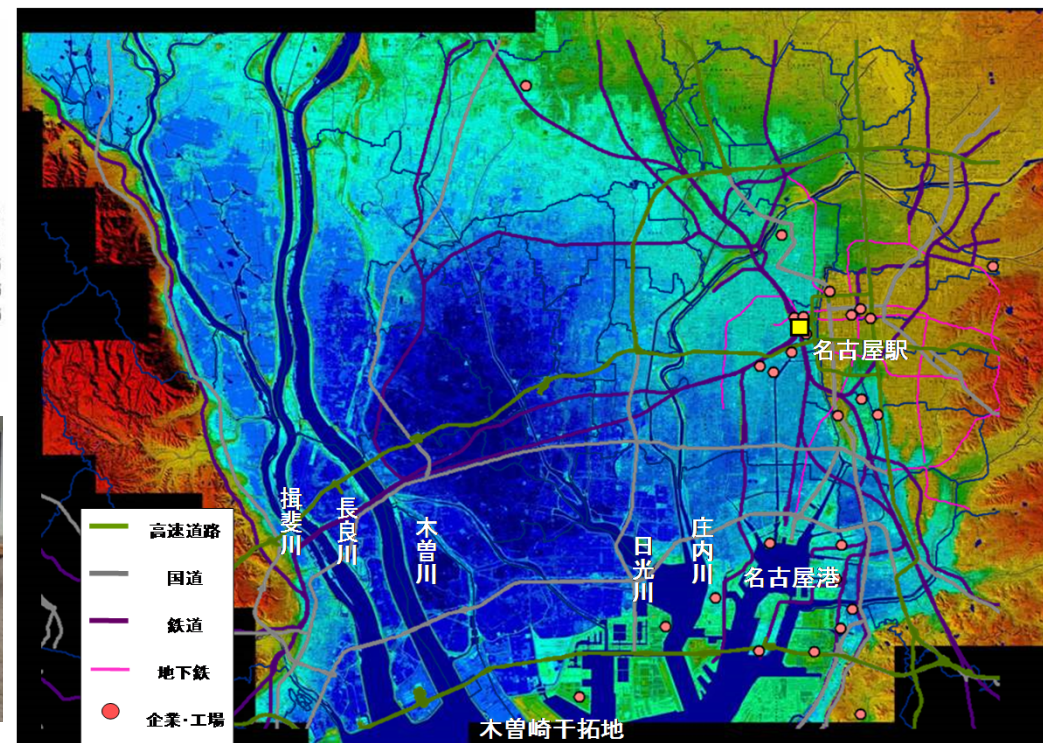 名古屋駅
揖斐川
長良川
木曽川
日光川
庄内川
名古屋港
木曽崎干拓地
高速道路
国道
鉄道
地下鉄
企業・工場